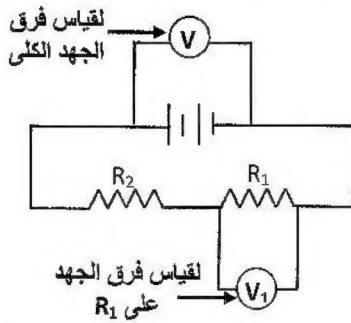 لقياس فرق
الجهد الكلى
V
R₂
R₁
لقياس فرق الجهد
على R₁
V₁